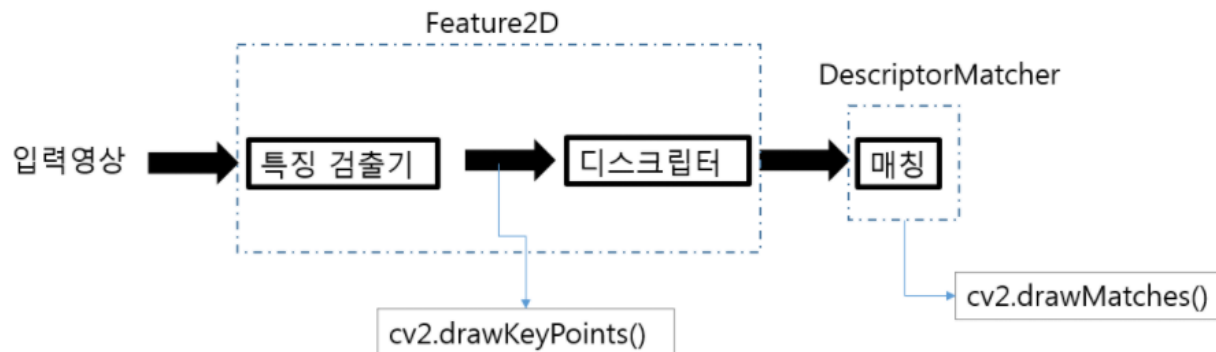 Feature2D
DescriptorMatcher
입력영상
특징 검출기
디스크립터
매칭
cv2.drawMatches()
cv2.drawKeyPoints()